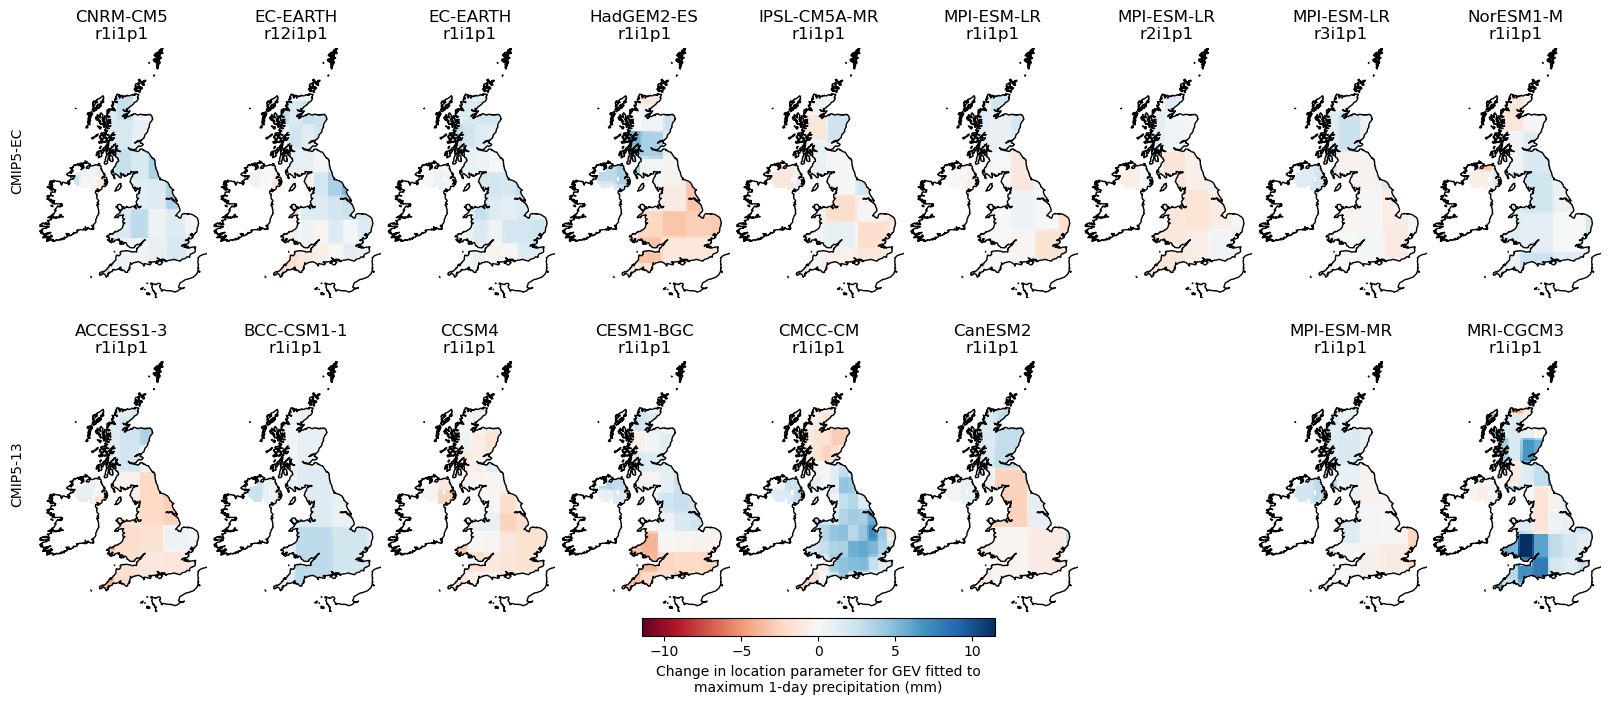 CNRM-CM5 EC-EARTH EC-EARTH HadGEM2-ES IPSL-CM5A-MR MPI-ESM-LR MPI-ESM-LR MPI-ESM-LR NorESM1-M
r1i1p1 r12i1p1 r1i1p1 r1i1p1 r1i1p1 r1i1p1 r2i1p1 r3i1p1 r1i1p1
CMIP5-EC
ACCESS1-3 BCC-CSM1-1 CCSM4 CESM1-BGC CMCC-CM CanESM2 MPI-ESM-MR MRI-CGCM3
r1i1p1 r1i1p1 r1i1p1 r1i1p1 r1i1p1 r1i1p1 r1i1p1 r1i1p1
CMIP5-13
−10 −5 0 5 10
Change in location parameter for GEV fitted to
maximum 1-day precipitation (mm)